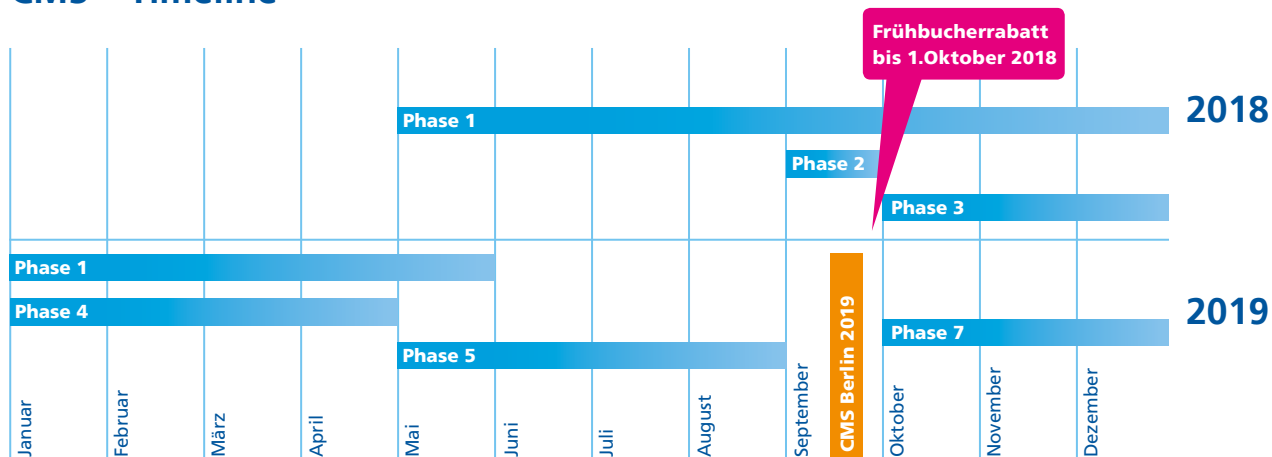 Frühbucherrabatt
bis 1.Oktober 2018
Phase 1
2018
Phase 2
Phase 3
Phase 1
Phase 4
2019
Phase 7
Phase 5
Januar
Februar
März
April
Mai
Juni
Juli
August
September
CMS Berlin 2019
Oktober
November
Dezember